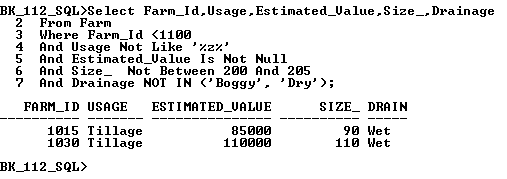 BK_112_SQL>Select Farm_Id,Usage,Estimated_Value,Size_,Drainage
2 From Farm
3 Where Farm_Id <1100
4 And Usage Not Like '%z%'
5 And Estimated_Value Is Not Null
6 And Size_ Not Between 200 And 205
7 And Drainage NOT IN ('Boggy', 'Dry');
FARM_ID USAGE ESTIMATED_VALUE SIZE_ DRAIN
---------- ---------- --------------- ---------- -----
1015 Tillage 85000 90 Wet
1030 Tillage 110000 110 Wet
BK_112_SQL>